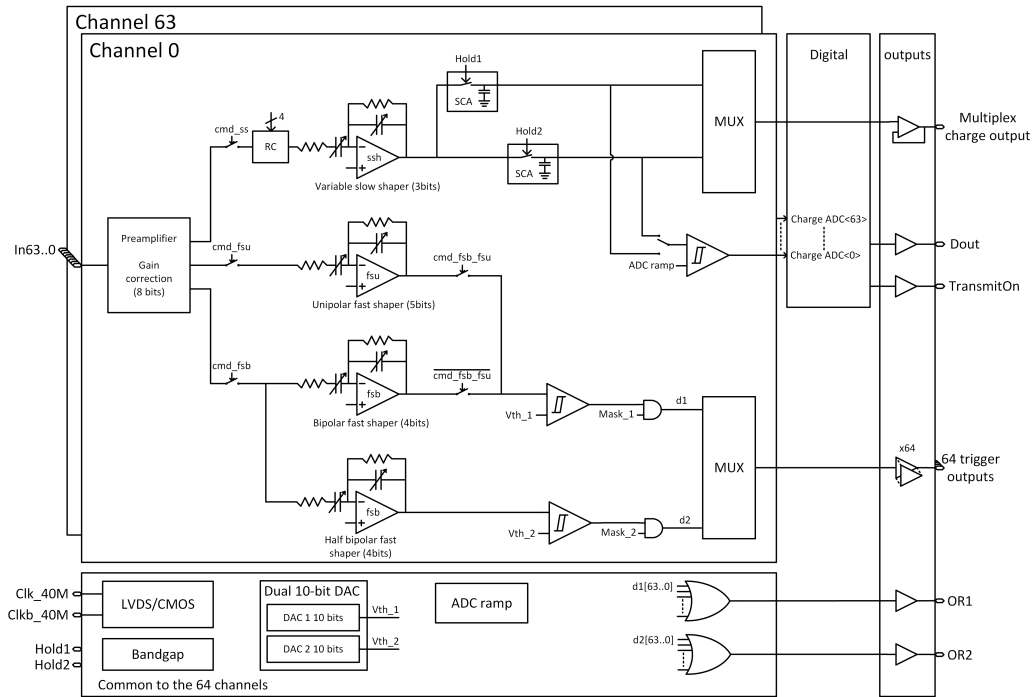 Channel 63
Channel 0
Digital
outputs
Hold1
SCA
Hold2
SCA
MUX
Multiplex
charge output
cmd_ss
4
RC
ssh
Variable slow shaper (3bits)
In63..0
Preamplifier
Gain
correction
(8 bits)
cmd_fsu
fsu
Unipolar fast shaper (5bits)
cmd_fsb_fsu
ADC ramp
Charge ADC<63>
Charge ADC<0>
Dout
TransmitOn
cmd_fsb
fsb
Bipolar fast shaper (4bits)
cmd_fsb_fsu
Vth_1
Mask_1
d1
MUX
x64
64 trigger
outputs
fsb
Half bipolar fast
shaper (4bits)
Vth_2
Mask_2
d2
Clk_40M
Clkb_40M
LVDS/CMOS
Hold1
Hold2
Bandgap
Dual 10-bit DAC
DAC 1 10 bits
Vth_1
DAC 2 10 bits
Vth_2
ADC ramp
d1[63..0]
OR1
d2[63..0]
OR2
Common to the 64 channels